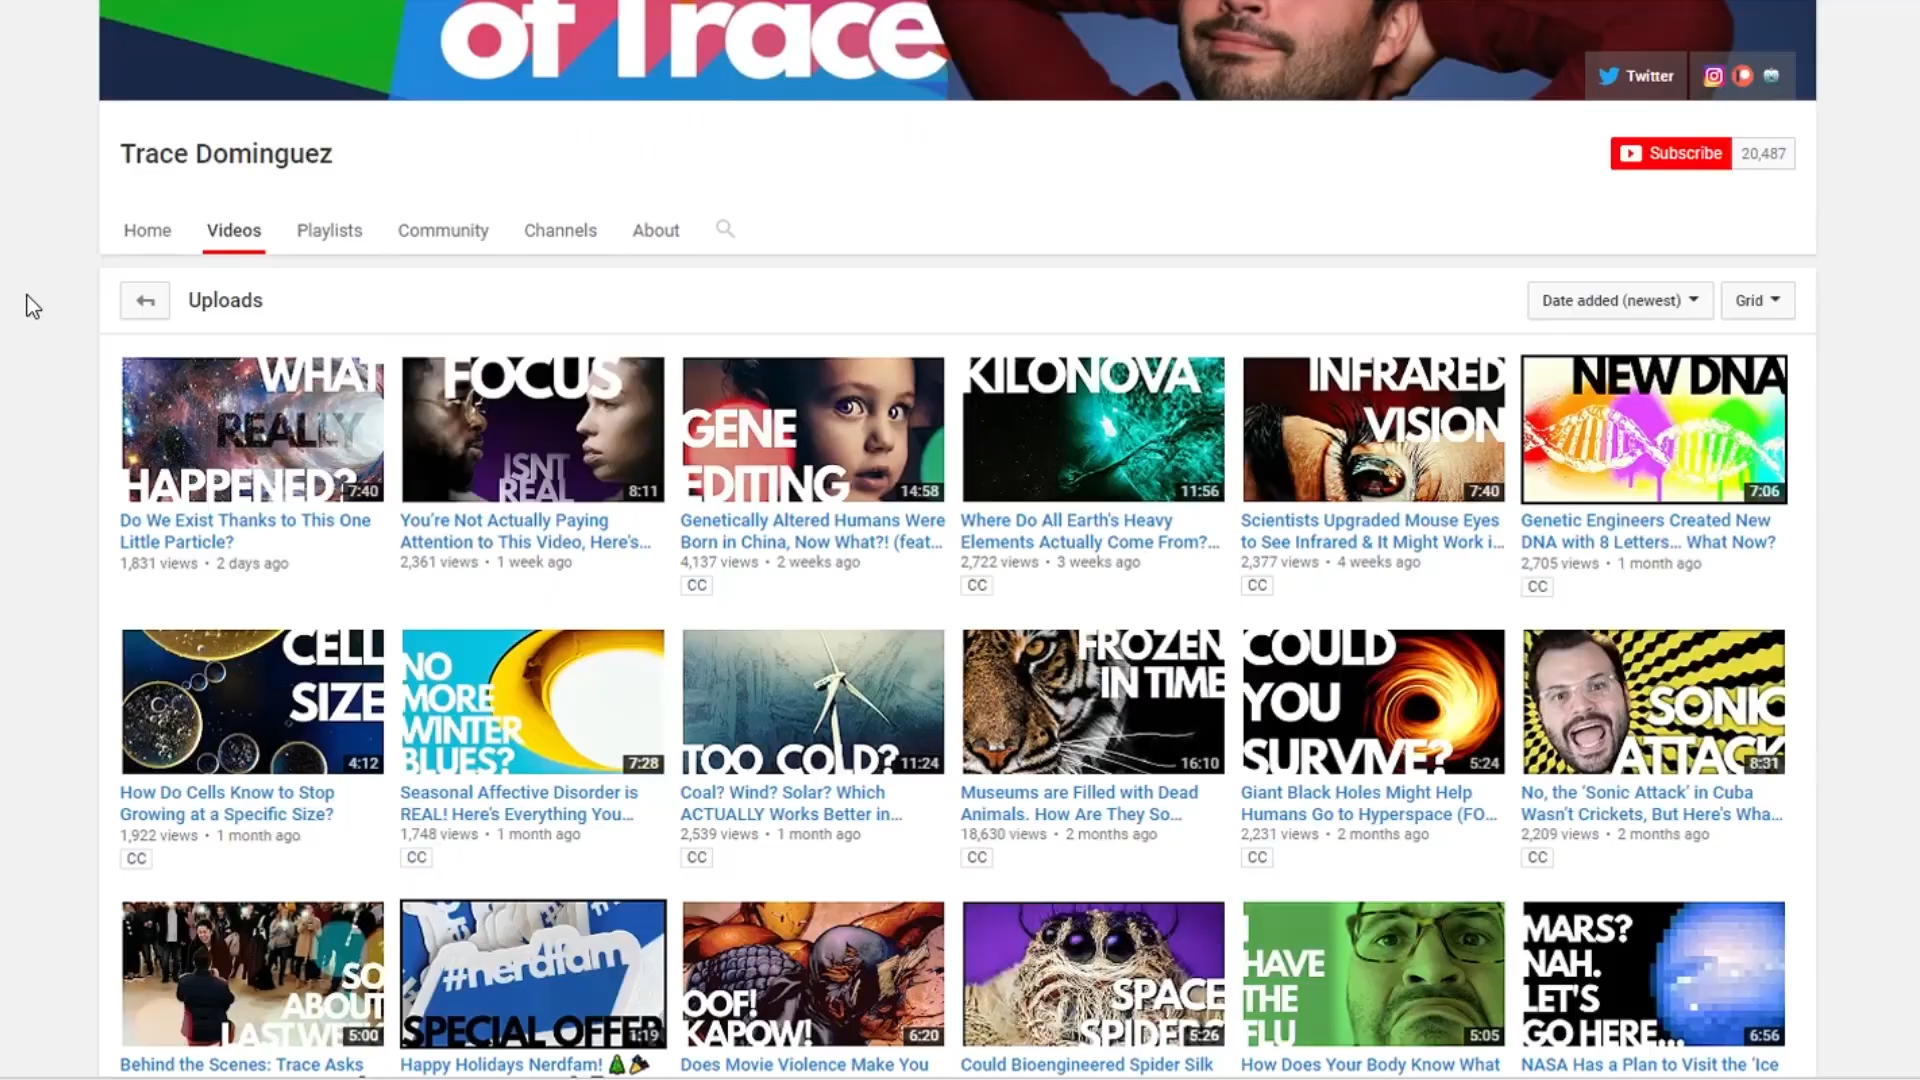 of Trace
Twitter
Trace Dominguez
Subscribe 20,487
Home Videos Playlists Community Channels About
Uploads
Date added (newest) Grid
WHAT
REALLY
HAPPENED?
7:40
FOCUS
ISNT
REAL
8:11
GENE
EDITING
14:58
KILONOVA
11:56
INFRARED
VISION
7:40
NEW DNA
7:06
Do We Exist Thanks to This One
Little Particle?
1,831 views • 2 days ago
You're Not Actually Paying
Attention to This Video, Here's...
2,361 views • 1 week ago
Genetically Altered Humans Were
Born in China, Now What?! (feat...
4,137 views • 2 weeks ago
CC
Where Do All Earth's Heavy
Elements Actually Come From?...
2,722 views • 3 weeks ago
CC
Scientists Upgraded Mouse Eyes
to See Infrared & It Might Work i...
2,377 views • 4 weeks ago
CC
Genetic Engineers Created New
DNA with 8 Letters... What Now?
2,705 views • 1 month ago
CC
CELL
SIZE
4:12
NO
MORE
WINTER
BLUES?
7:28
TOO COLD?
11:24
FROZEN
IN TIME
16:10
COULD
YOU
SURVIVE?
5:24
SONIC
ATTACK
8:31
How Do Cells Know to Stop
Growing at a Specific Size?
1,922 views • 1 month ago
CC
Seasonal Affective Disorder is
REAL! Here's Everything You...
1,748 views • 1 month ago
CC
Coal? Wind? Solar? Which
ACTUALLY Works Better in...
2,539 views • 1 month ago
CC
Museums are Filled with Dead
Animals. How Are They So...
18,630 views • 2 months ago
CC
Giant Black Holes Might Help
Humans Go to Hyperspace (FO...
2,231 views • 2 months ago
CC
No, the 'Sonic Attack' in Cuba
Wasn't Crickets, But Here's Wha...
2,209 views • 2 months ago
CC
SO
ABOUT
LAST WE
5:00
#nerdfam
SPECIAL OFFER
1:19
OOF!
KAPOW!
6:20
SPACE
SPIDER
5:26
I
HAVE
THE
FLU
5:05
MARS?
NAH.
LET'S
GO HERE...
6:56
Behind the Scenes: Trace Asks
Happy Holidays Nerdfam! 🎄🎉
Does Movie Violence Make You
Could Bioengineered Spider Silk
How Does Your Body Know What
NASA Has a Plan to Visit the 'Ice